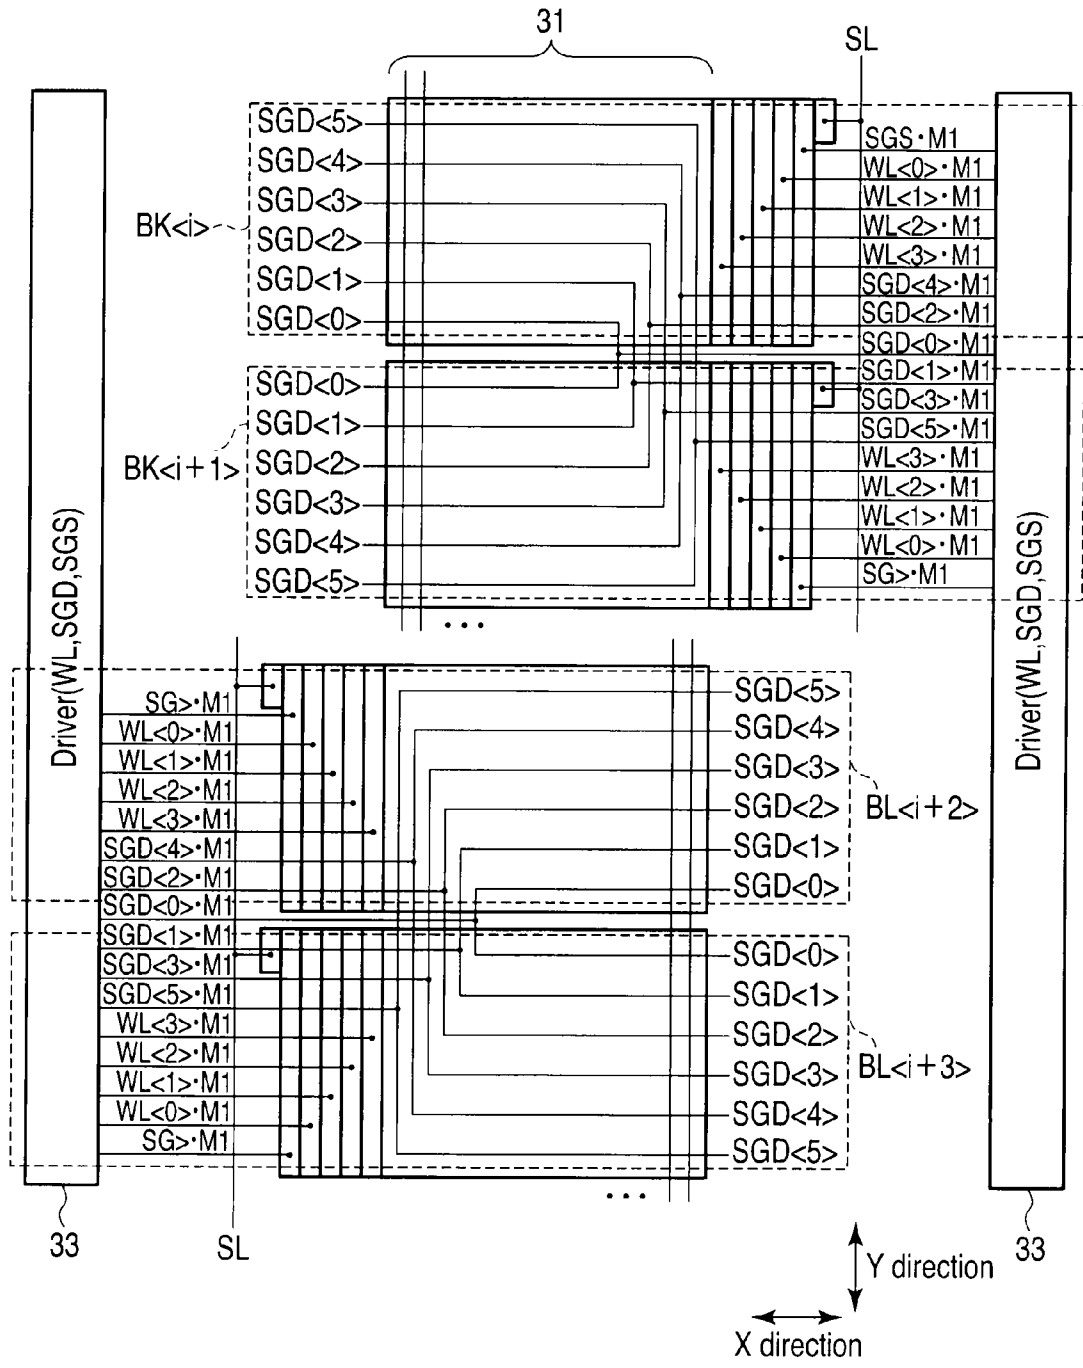 31
SL
SGD<5>
SGD<4>
SGD<3>
SGD<2>
SGD<1>
SGD<0>
BK<i>
SGS·M1
WL<0>·M1
WL<1>·M1
WL<2>·M1
WL<3>·M1
SGD<4>·M1
SGD<2>·M1
SGD<0>·M1
SGD<1>·M1
SGD<3>·M1
SGD<5>·M1
WL<3>·M1
WL<2>·M1
WL<1>·M1
WL<0>·M1
SG>·M1
SGD<0>
SGD<1>
SGD<2>
SGD<3>
SGD<4>
SGD<5>
BK<i+1>
Driver(WL,SGD,SGS)
Driver(WL,SGD,SGS)
• • •
SG>·M1
WL<0>·M1
WL<1>·M1
WL<2>·M1
WL<3>·M1
SGD<4>·M1
SGD<2>·M1
SGD<0>·M1
SGD<1>·M1
SGD<3>·M1
SGD<5>·M1
WL<3>·M1
WL<2>·M1
WL<1>·M1
WL<0>·M1
SG>·M1
SGD<5>
SGD<4>
SGD<3>
SGD<2>
SGD<1>
SGD<0>
BL<i+2>
SGD<0>
SGD<1>
SGD<2>
SGD<3>
SGD<4>
SGD<5>
BL<i+3>
• • •
33
SL
33
Y direction
X direction